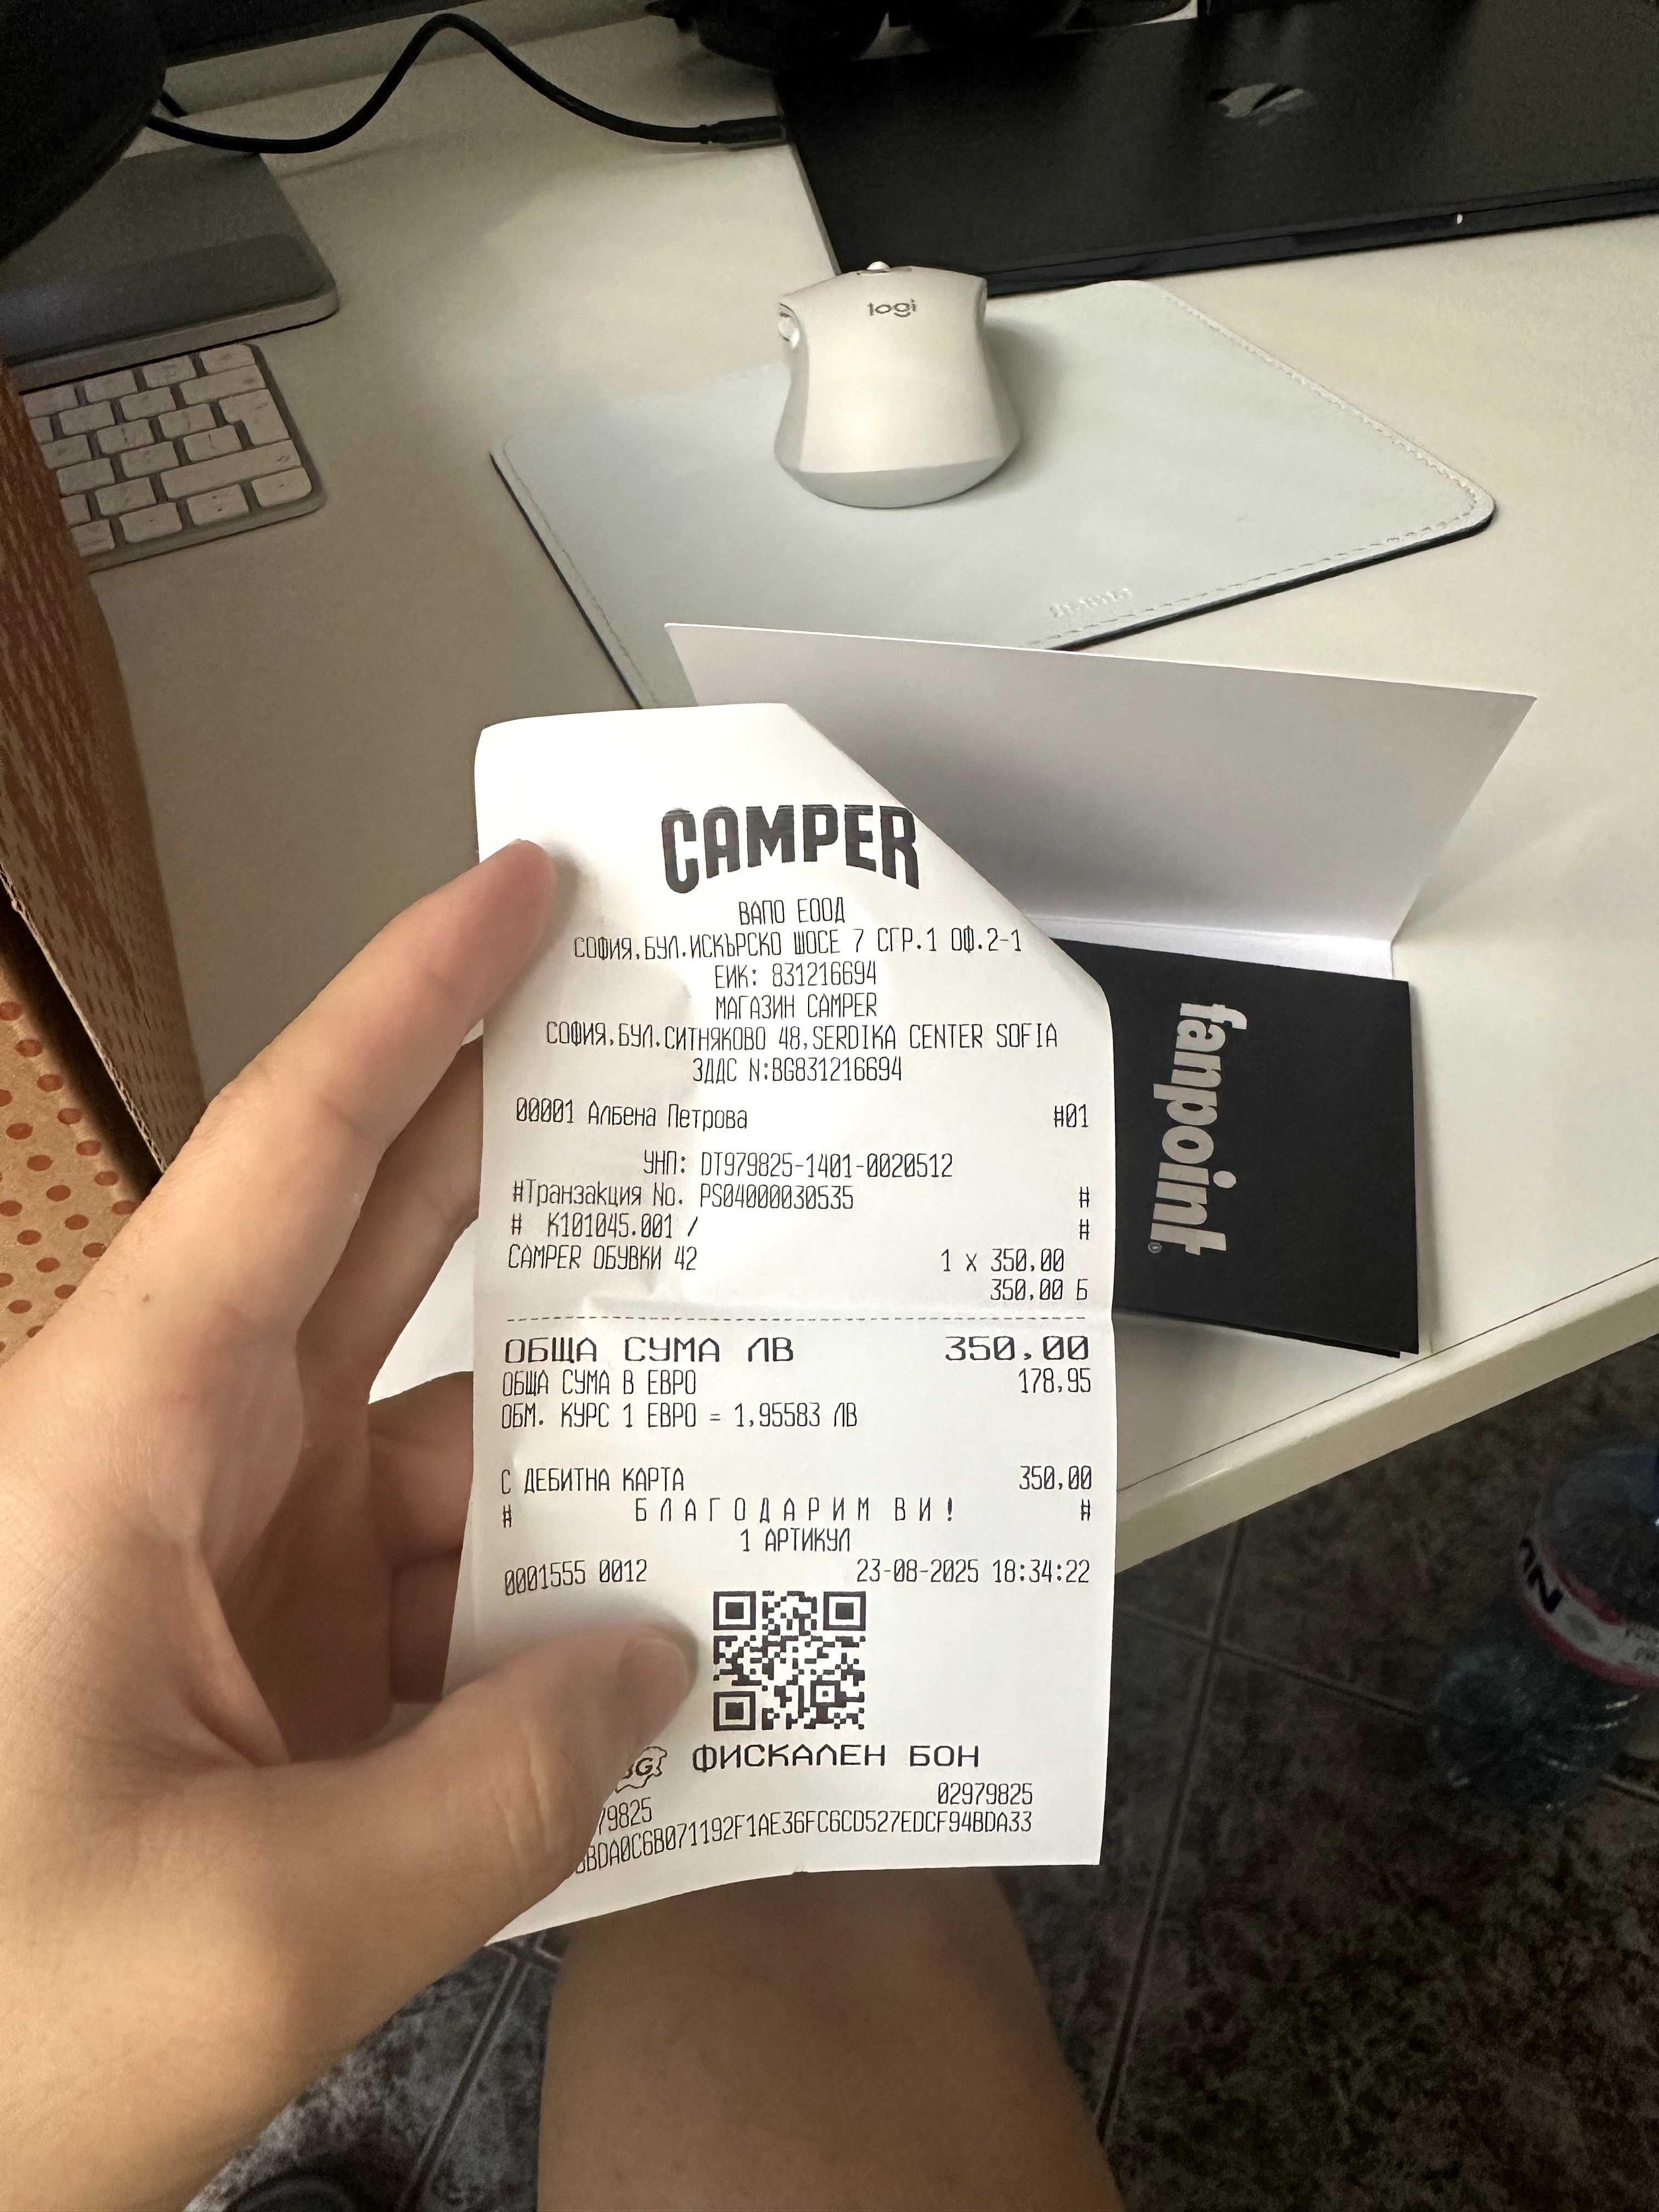 logi
CAMPER
ВАПО ЕООД
СОФИЯ,БУЛ.ИСКЪРСКО ШОСЕ 7 СГР.1 ОФ.2-1
ЕИК: 831216694
МАГАЗИН CAMPER
СОФИЯ,БУЛ.СИТНЯКОВО 48,SERDIKA CENTER SOFIA
ЗДДС N:BG831216694
00001 Албена Петрова #01
УНП: DT979825-1401-0020512
#Транзакция No. PS04000030535 #
# K101045.001 / #
CAMPER ОБУВКИ 42 1 x 350,00
350,00 Б
ОБЩА СУМА ЛВ 350,00
ОБЩА СУМА В ЕВРО 178,95
ОБМ. КУРС 1 ЕВРО = 1,95583 ЛВ
С ДЕБИТНА КАРТА 350,00
# БЛАГОДАРИМ ВИ! #
1 АРТИКУЛ
0001555 0012 23-08-2025 18:34:22
ФИСКАЛЕН БОН
79825 02979825
BDA0C6B071192F1AE36FC6CD527EDCF94BDA33
fanpoint®